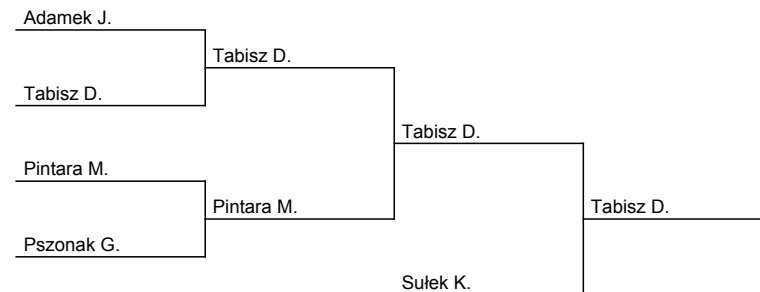 Adamek J.
Tabisz D.
Tabisz D.
Tabisz D.
Pintara M.
Pintara M.
Tabisz D.
Pszonak G.
Sułek K.